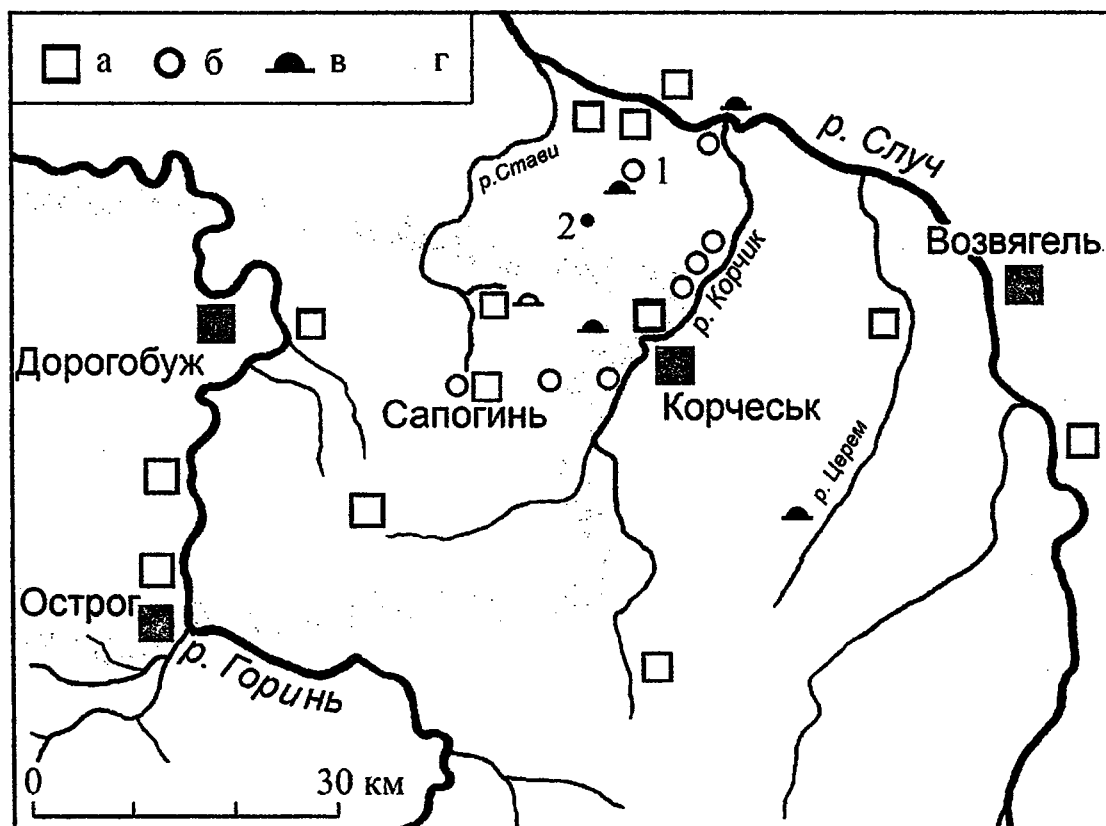 а б в г
р. Случ
р.Стави
1
2
Возвягель
р. Корчик
Дорогобуж
Сапогинь
Корчеськ
р. Церем
Острог
р. Горинь
0 30 км